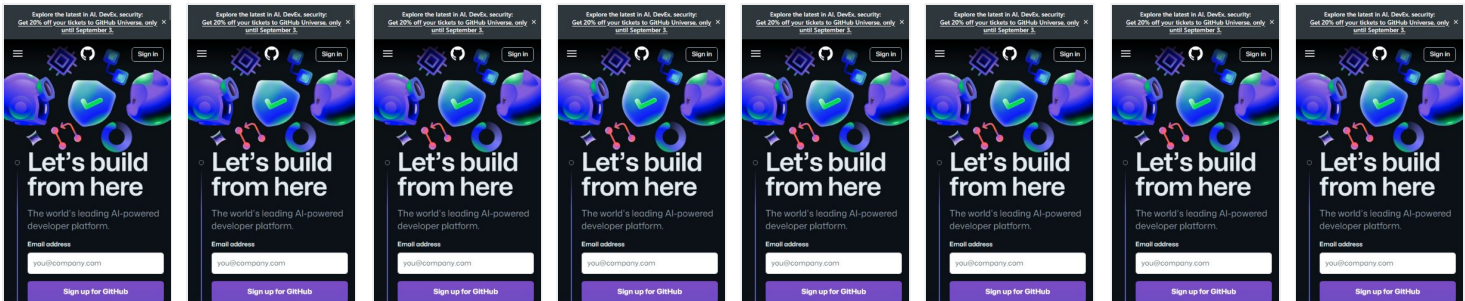 Explore the latest in AI, DevEx, security:
Get 20% off your tickets to GitHub Universe, only
until September 3.
Sign in
Let's build
from here
The world's leading AI-powered
developer platform.
Email address
you@company.com
Sign up for GitHub
Explore the latest in AI, DevEx, security:
Get 20% off your tickets to GitHub Universe, only
until September 3.
Sign in
Let's build
from here
The world's leading AI-powered
developer platform.
Email address
you@company.com
Sign up for GitHub
Explore the latest in AI, DevEx, security:
Get 20% off your tickets to GitHub Universe, only
until September 3.
Sign in
Let's build
from here
The world's leading AI-powered
developer platform.
Email address
you@company.com
Sign up for GitHub
Explore the latest in AI, DevEx, security:
Get 20% off your tickets to GitHub Universe, only
until September 3.
Sign in
Let's build
from here
The world's leading AI-powered
developer platform.
Email address
you@company.com
Sign up for GitHub
Explore the latest in AI, DevEx, security:
Get 20% off your tickets to GitHub Universe, only
until September 3.
Sign in
Let's build
from here
The world's leading AI-powered
developer platform.
Email address
you@company.com
Sign up for GitHub
Explore the latest in AI, DevEx, security:
Get 20% off your tickets to GitHub Universe, only
until September 3.
Sign in
Let's build
from here
The world's leading AI-powered
developer platform.
Email address
you@company.com
Sign up for GitHub
Explore the latest in AI, DevEx, security:
Get 20% off your tickets to GitHub Universe, only
until September 3.
Sign in
Let's build
from here
The world's leading AI-powered
developer platform.
Email address
you@company.com
Sign up for GitHub
Explore the latest in AI, DevEx, security:
Get 20% off your tickets to GitHub Universe, only
until September 3.
Sign in
Let's build
from here
The world's leading AI-powered
developer platform.
Email address
you@company.com
Sign up for GitHub